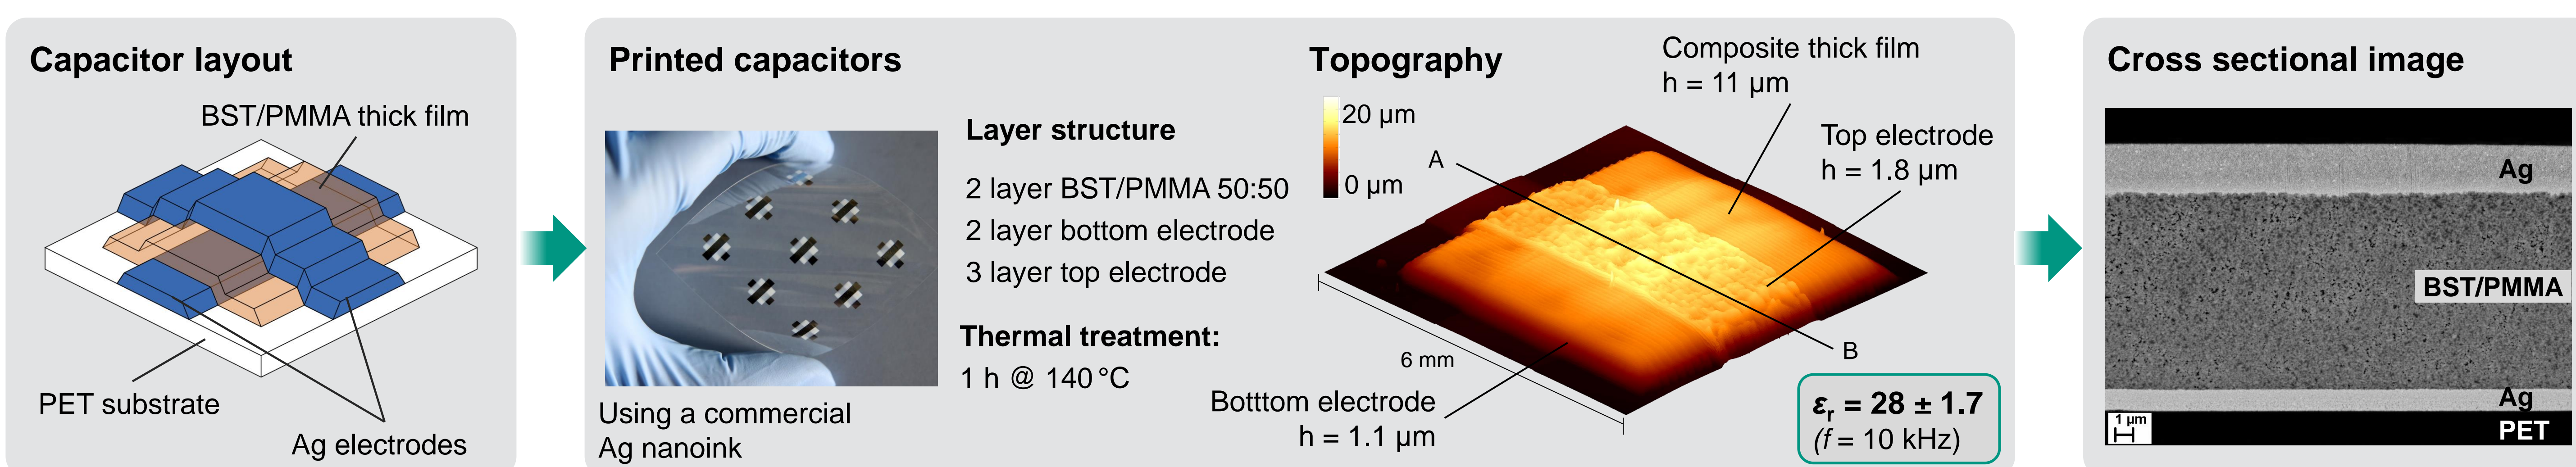 Capacitor layout
BST/PMMA thick film
PET substrate
Ag electrodes
Printed capacitors
Using a commercial
Ag nanoink
Layer structure
2 layer BST/PMMA 50:50
2 layer bottom electrode
3 layer top electrode
Thermal treatment:
1 h @ 140 °C
Topography
20 µm
0 µm
Composite thick film
h = 11 µm
Top electrode
h = 1.8 µm
A
B
6 mm
Botttom electrode
h = 1.1 µm
εr = 28 ± 1.7
(f = 10 kHz)
Cross sectional image
Ag
BST/PMMA
Ag
1 µm
PET